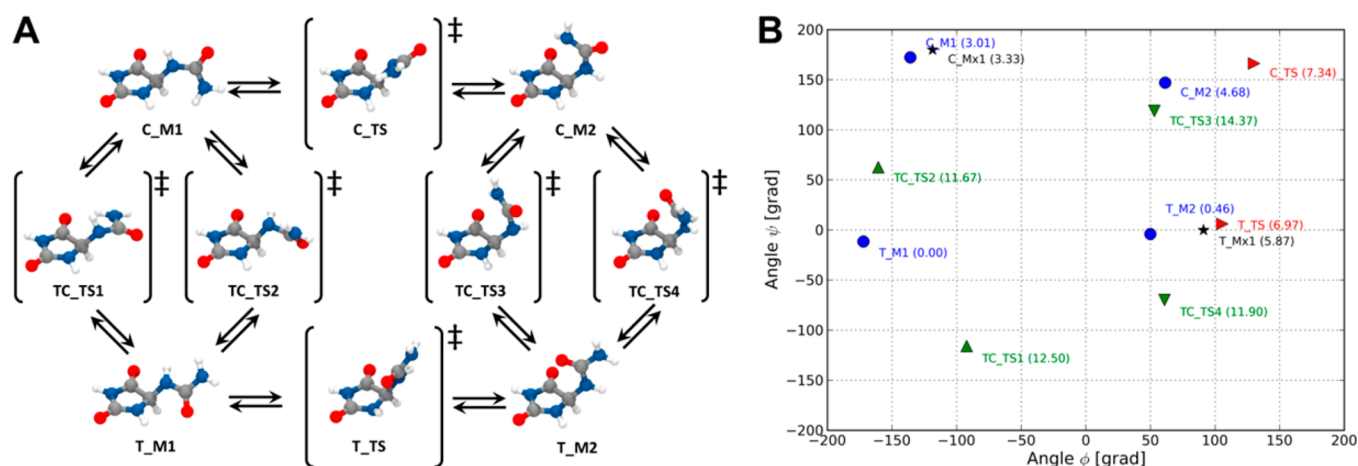 A
‡
C_M1
C_TS
C_M2
‡
‡
‡
‡
TC_TS1
TC_TS2
TC_TS3
TC_TS4
‡
T_M1
T_TS
T_M2
B
200
150
100
50
0
−50
−100
−150
−200
Angle ψ [grad]
C_M1 (3.01)
C_Mx1 (3.33)
C_TS (7.34)
C_M2 (4.68)
TC_TS3 (14.37)
TC_TS2 (11.67)
T_M2 (0.46)
T_TS (6.97)
T_Mx1 (5.87)
T_M1 (0.00)
TC_TS4 (11.90)
TC_TS1 (12.50)
−200
−150
−100
−50
0
50
100
150
200
Angle ϕ [grad]